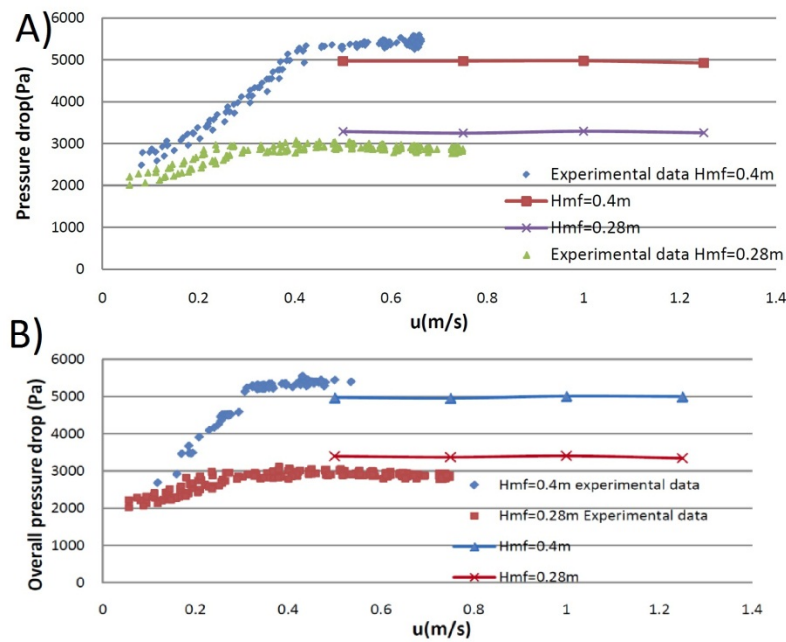 A)
Pressure drop(Pa)
6000
5000
4000
3000
2000
1000
0
Experimental data Hmf=0.4m
Hmf=0.4m
Hmf=0.28m
Experimental data Hmf=0.28m
0
0.2
0.4
0.6
0.8
1
1.2
1.4
u(m/s)
B)
Overall pressure drop (Pa)
6000
5000
4000
3000
2000
1000
0
Hmf=0.4m experimental data
Hmf=0.28m Experimental data
Hmf=0.4m
Hmf=0.28m
0
0.2
0.4
0.6
0.8
1
1.2
1.4
u(m/s)